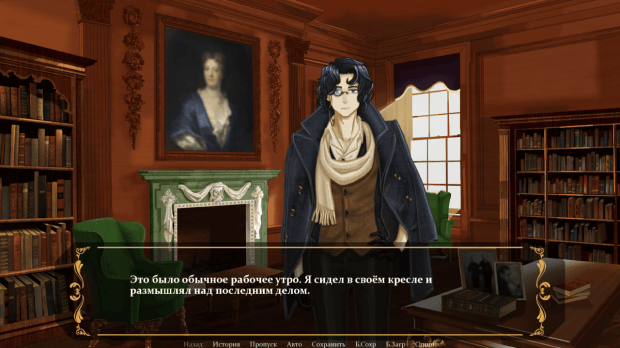 Это было обычное рабочее утро. Я сидел в своём кресле и
размышлял над последним делом.
Назад История Пропуск Авто Сохранить Б.Сохр Б.Загр Опции